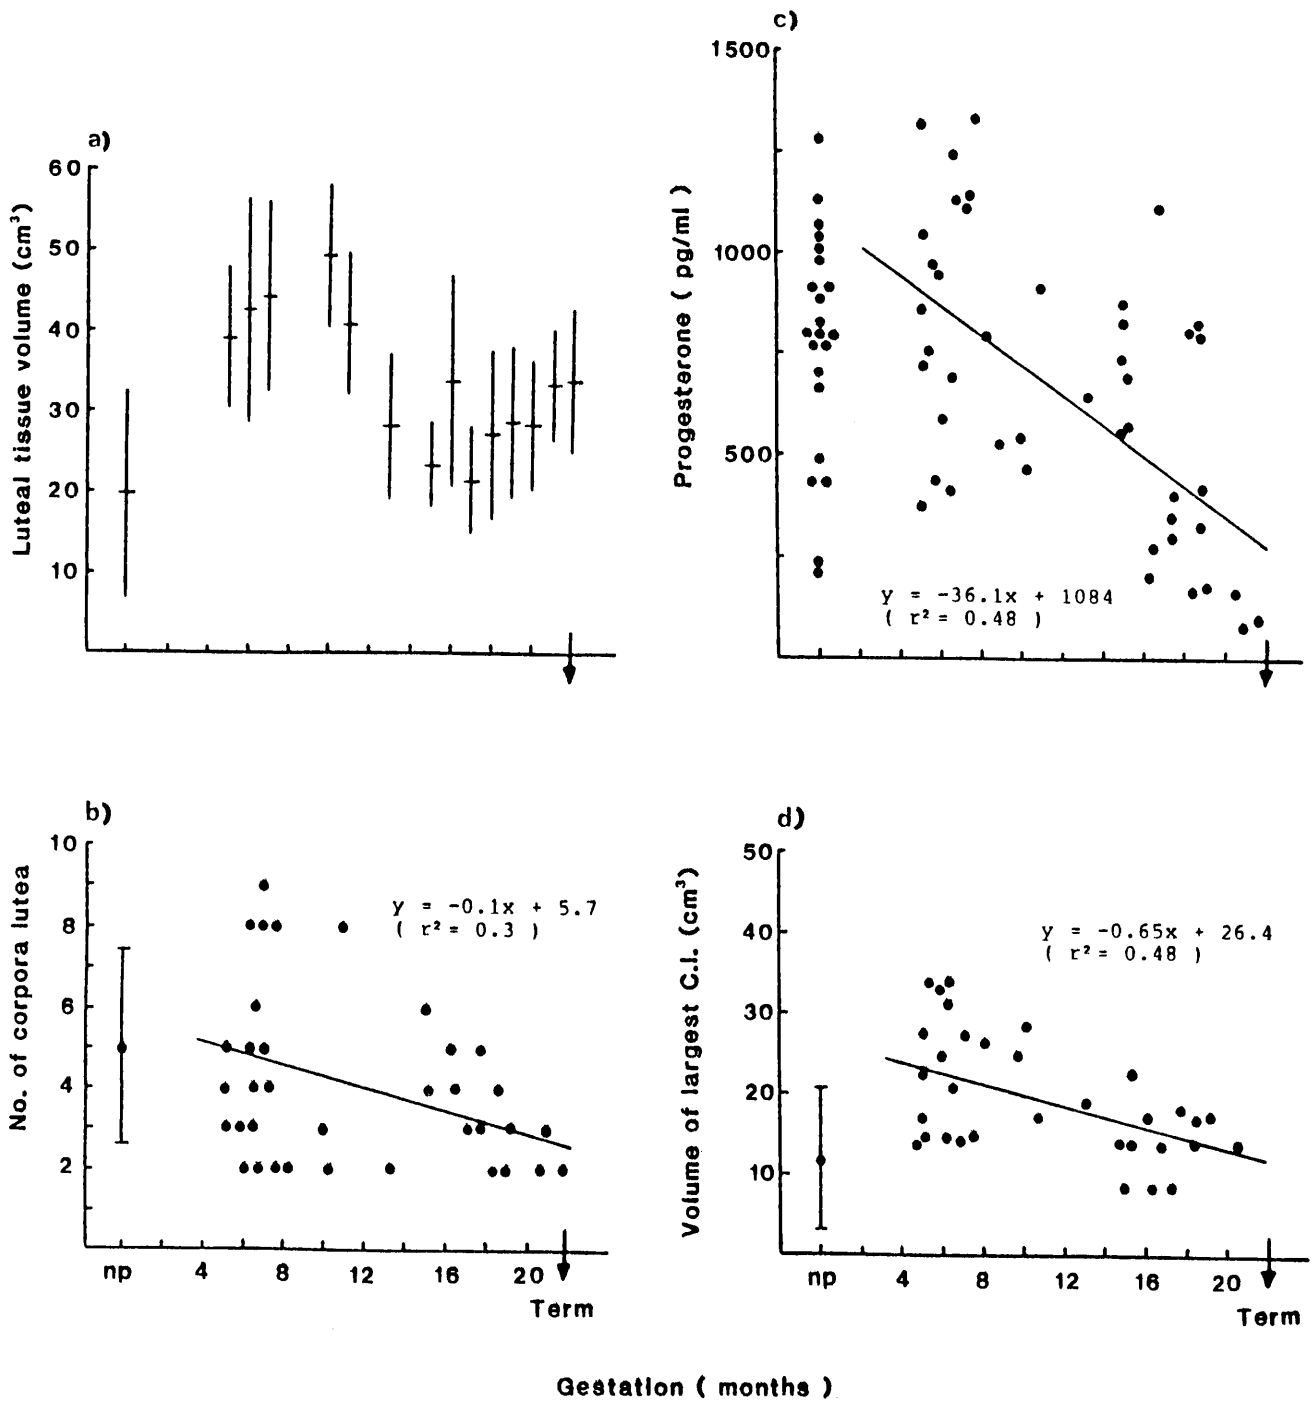 a)
Luteal tissue volume (cm³)
60
50
40
30
20
10
c)
Progesterone ( pg/ml )
1500
1000
500
y = -36.1x + 1084
( r² = 0.48 )
b)
No. of corpora lutea
10
8
6
4
2
y = -0.1x + 5.7
( r² = 0.3 )
np 4 8 12 16 20
Term
d)
Volume of largest C.l. (cm³)
50
40
30
20
10
y = -0.65x + 26.4
( r² = 0.48 )
np 4 8 12 16 20
Term
Gestation ( months )